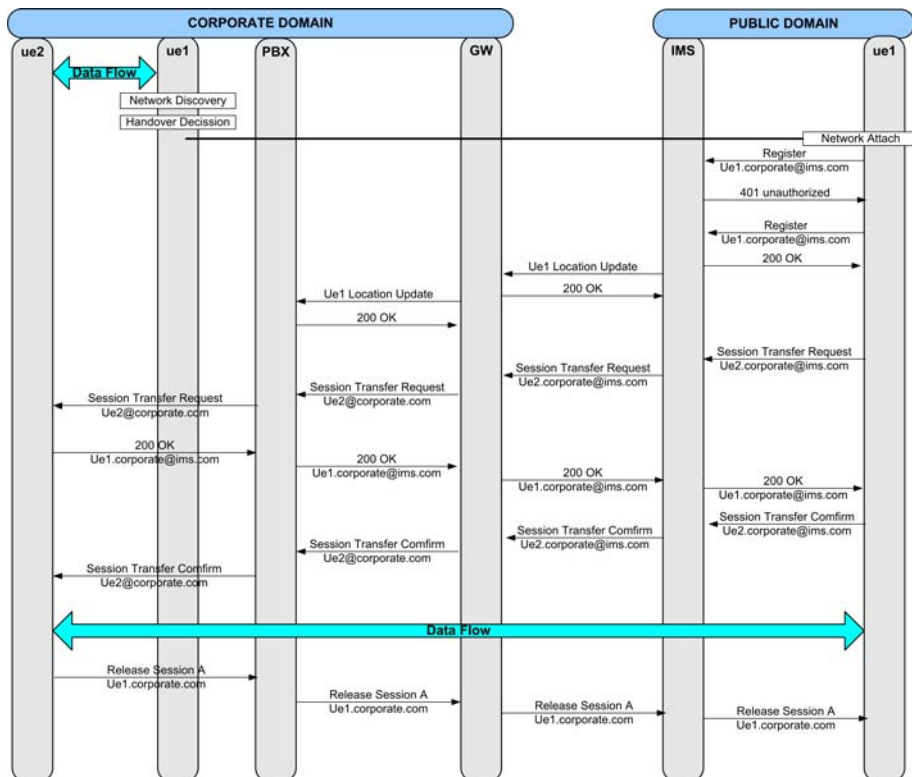 CORPORATE DOMAIN
PUBLIC DOMAIN
ue2
ue1
PBX
GW
IMS
ue1
Data Flow
Network Discovery
Handover Decission
Network Attach
Register
Ue1.corporate@ims.com
401 unauthorized
Register
Ue1.corporate@ims.com
200 OK
Ue1 Location Update
200 OK
Ue1 Location Update
200 OK
Session Transfer Request
Ue2.corporate@ims.com
Session Transfer Request
Ue2.corporate@ims.com
Session Transfer Request
Ue2@corporate.com
Session Transfer Request
Ue2@corporate.com
200 OK
Ue1.corporate@ims.com
200 OK
Ue1.corporate@ims.com
200 OK
Ue1.corporate@ims.com
200 OK
Ue1.corporate@ims.com
Session Transfer Comfirm
Ue2.corporate@ims.com
Session Transfer Comfirm
Ue2.corporate@ims.com
Session Transfer Comfirm
Ue2@corporate.com
Session Transfer Comfirm
Ue2@corporate.com
Data Flow
Release Session A
Ue1.corporate.com
Release Session A
Ue1.corporate.com
Release Session A
Ue1.corporate.com
Release Session A
Ue1.corporate.com